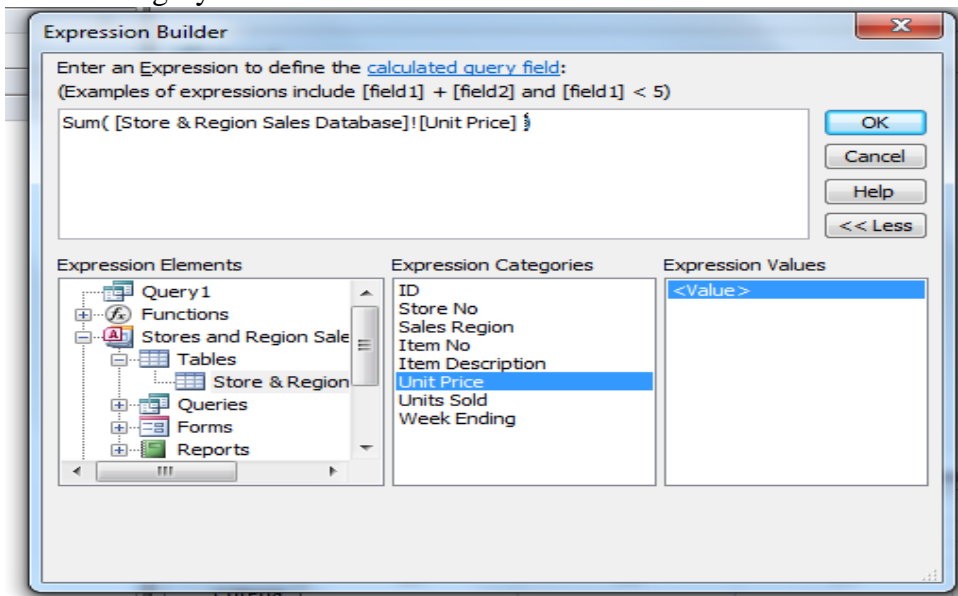 Expression Builder
Enter an Expression to define the calculated query field:
(Examples of expressions include [field1] + [field2] and [field1] < 5)
Sum( [Store & Region Sales Database]![Unit Price] )
OK
Cancel
Help
<< Less
Expression Elements
Query1
Functions
Stores and Region Sale
Tables
Store & Region
Queries
Forms
Reports
Expression Categories
ID
Store No
Sales Region
Item No
Item Description
Unit Price
Units Sold
Week Ending
Expression Values
<Value>